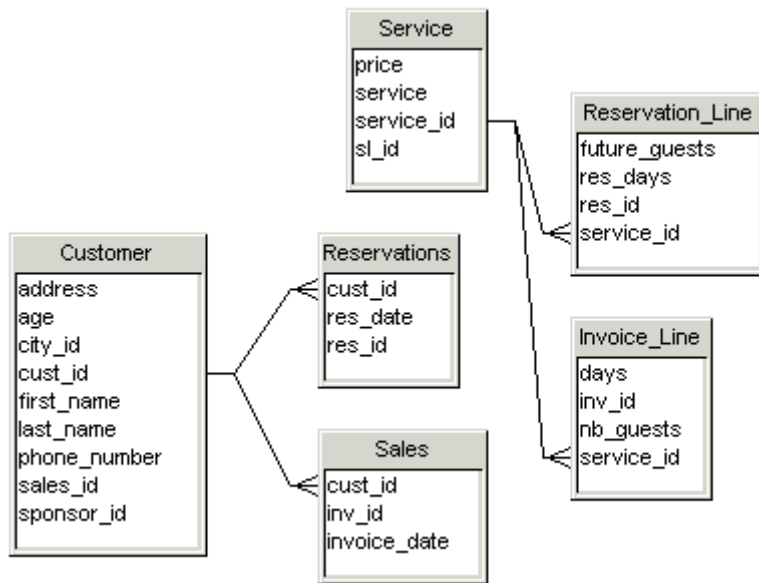 Service
price
service
service_id
sl_id
Reservation_Line
future_guests
res_days
res_id
service_id
Customer
address
age
city_id
cust_id
first_name
last_name
phone_number
sales_id
sponsor_id
Reservations
cust_id
res_date
res_id
Invoice_Line
days
inv_id
nb_guests
service_id
Sales
cust_id
inv_id
invoice_date